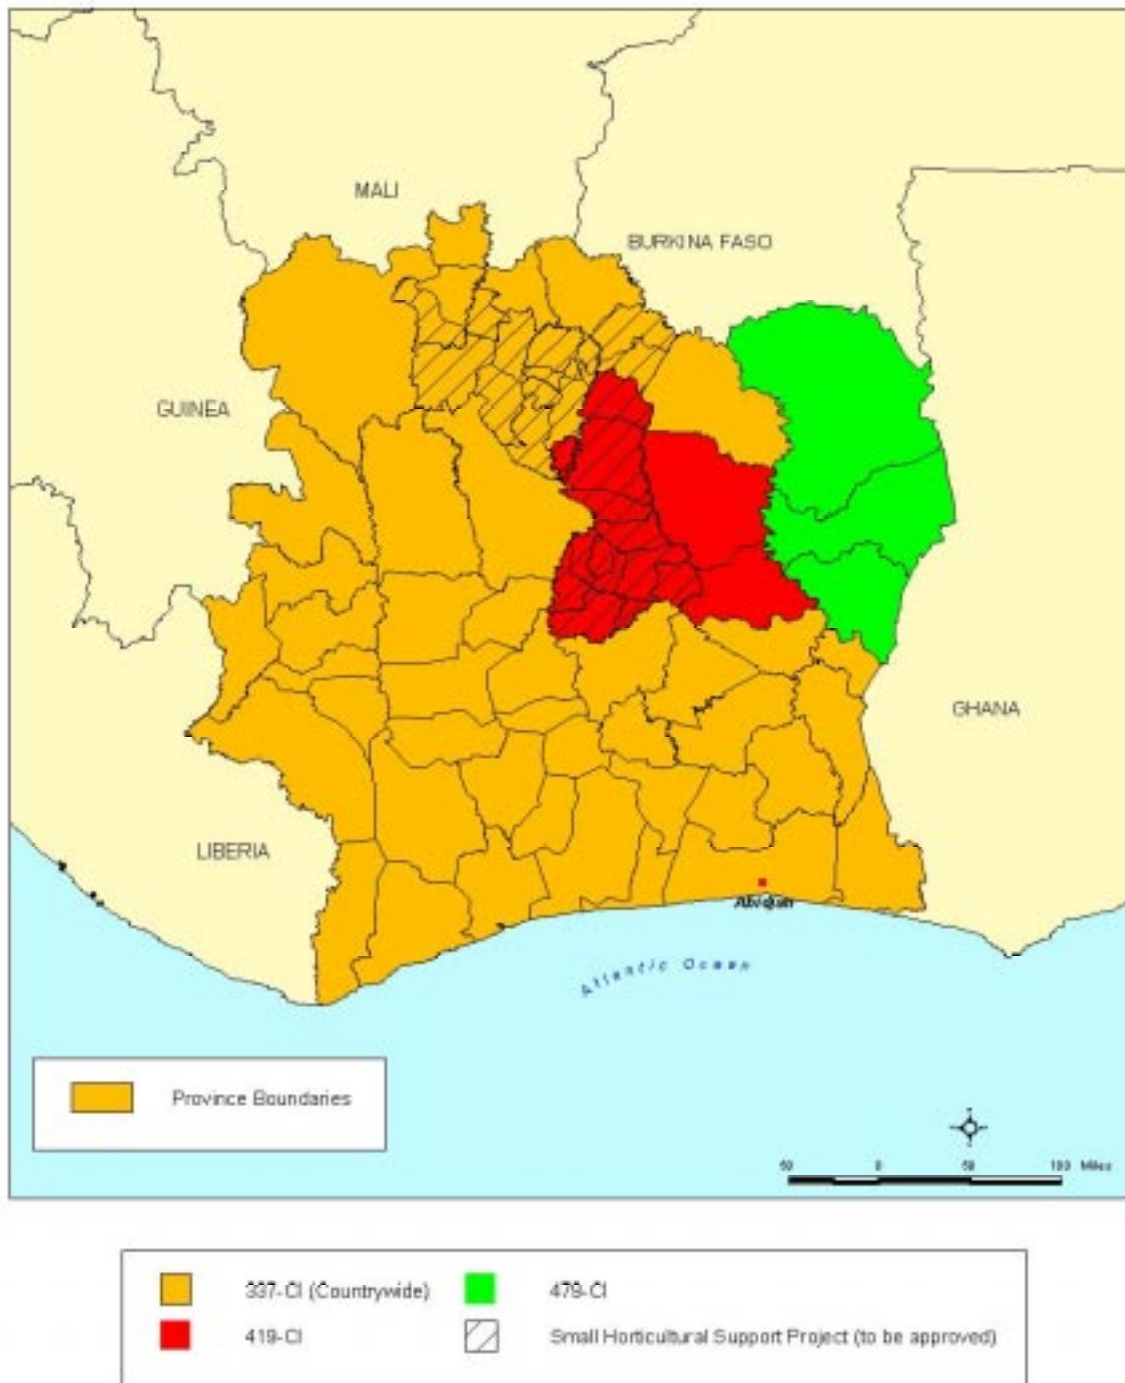 MALI
BURKINA FASO
GUINEA
GHANA
LIBERIA
Abidjan
Atlantic Ocean
Province Boundaries
50 0 50 100 Miles
337-CI (Countrywide)
479-CI
419-CI
Small Horticultural Support Project (to be approved)